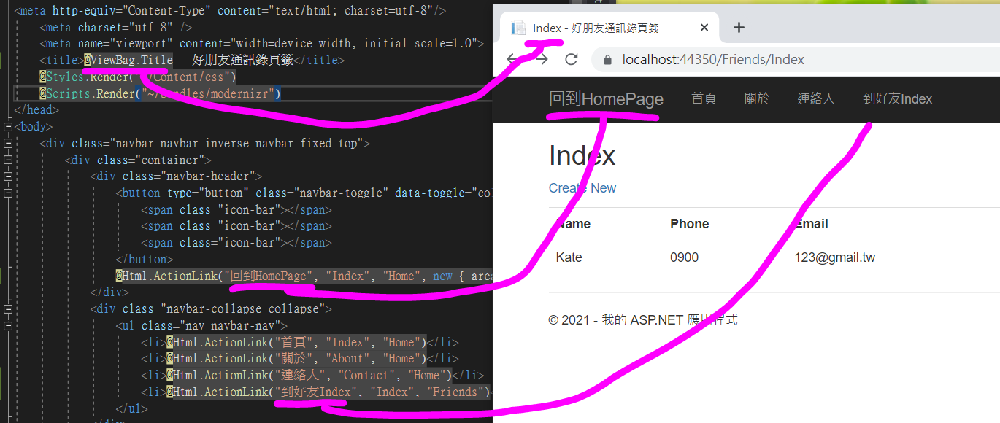 <meta http-equiv="Content-Type" content="text/html; charset=utf-8"/>
<meta charset="utf-8" />
<meta name="viewport" content="width=device-width, initial-scale=1.0">
<title>@ViewBag.Title - 好朋友通訊錄頁籤</title>
@Styles.Render("~/Content/css")
@Scripts.Render("~/bundles/modernizr")
</head>
<body>
<div class="navbar navbar-inverse navbar-fixed-top">
<div class="container">
<div class="navbar-header">
<button type="button" class="navbar-toggle" data-toggle="col
<span class="icon-bar"></span>
<span class="icon-bar"></span>
<span class="icon-bar"></span>
</button>
@Html.ActionLink("回到HomePage", "Index", "Home", new { area
</div>
<div class="navbar-collapse collapse">
<ul class="nav navbar-nav">
<li>@Html.ActionLink("首頁", "Index", "Home")</li>
<li>@Html.ActionLink("關於", "About", "Home")</li>
<li>@Html.ActionLink("連絡人", "Contact", "Home")</li>
<li>@Html.ActionLink("到好友Index", "Index", "Friends")<
</ul>
Index - 好朋友通訊錄頁籤
localhost:44350/Friends/Index
回到HomePage 首頁 關於 連絡人 到好友Index
Index
Create New
Name Phone Email
Kate 0900 123@gmail.tw
© 2021 - 我的 ASP.NET 應用程式